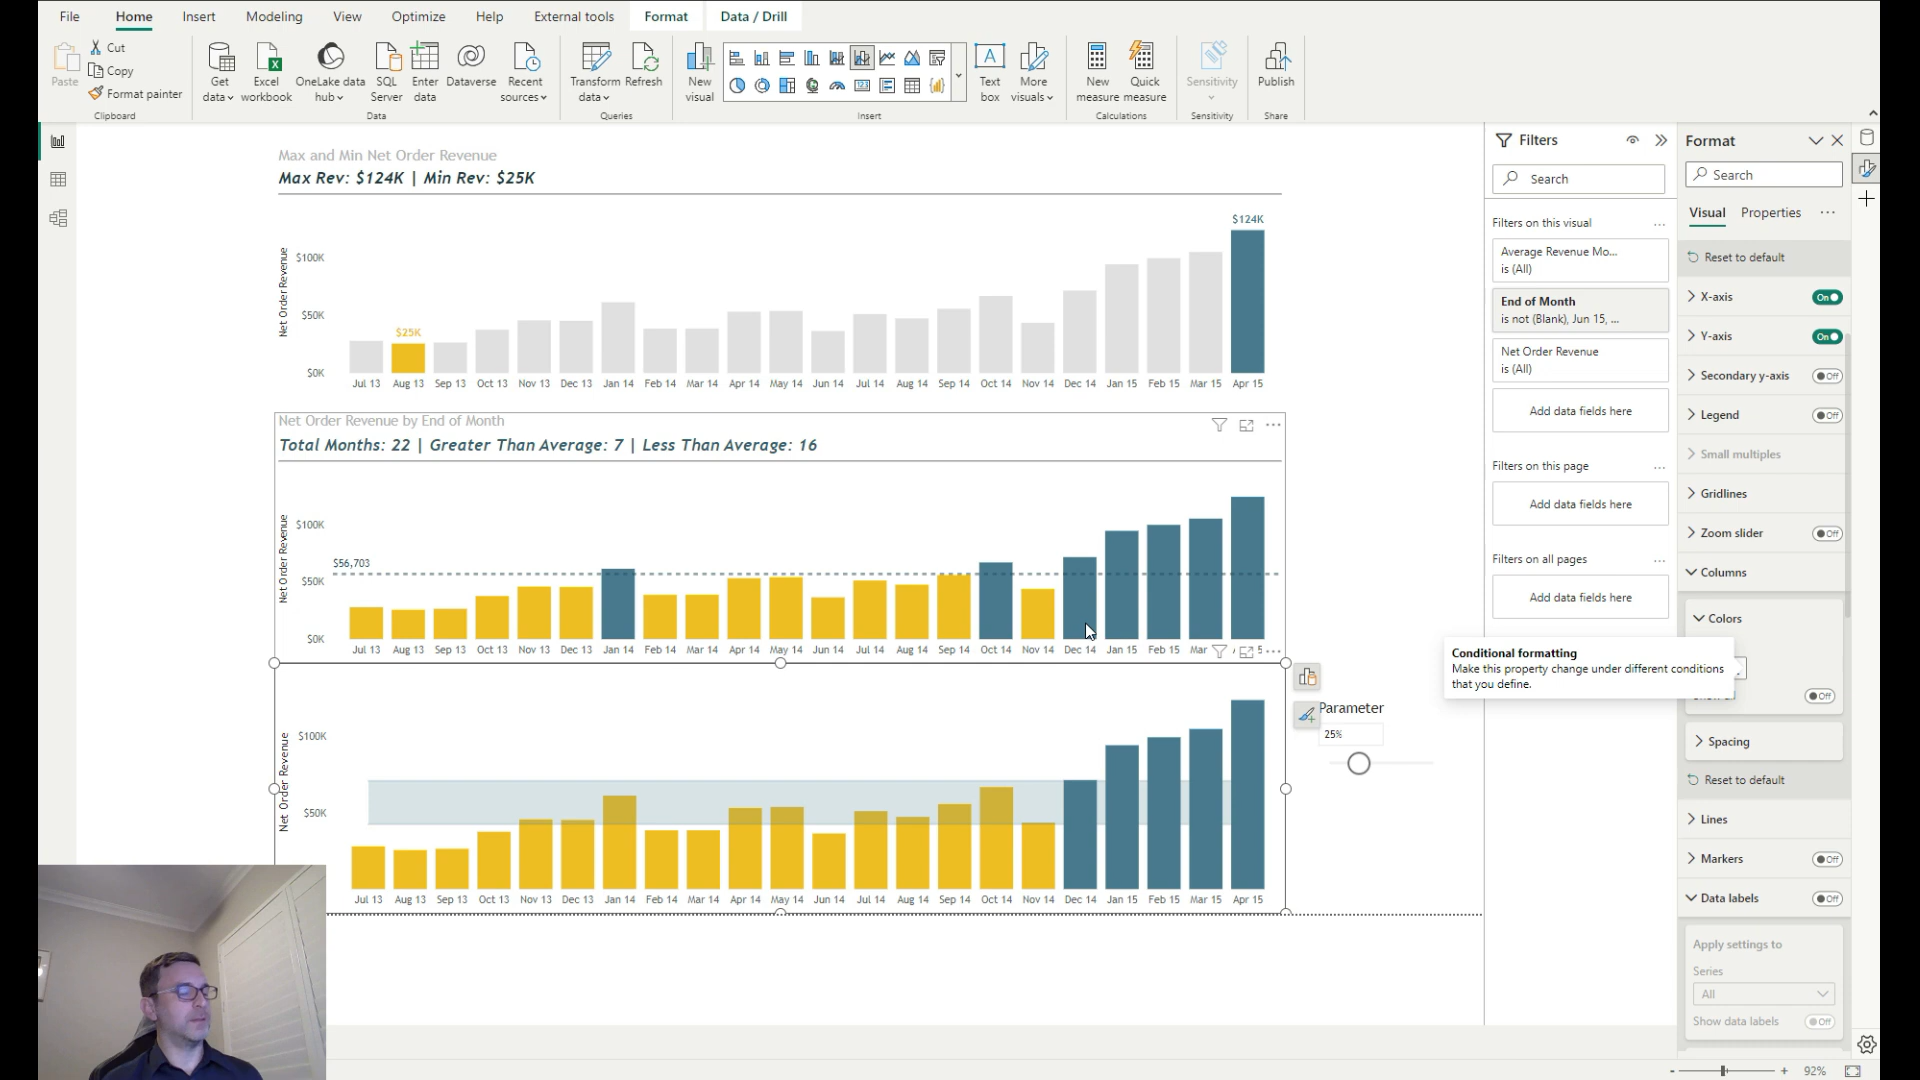 File Home Insert Modeling View Optimize Help External tools Format Data / Drill
Paste
Cut
Copy
Format painter
Clipboard
Get data
Excel workbook
OneLake data hub
SQL Server
Enter data
Dataverse
Recent sources
Data
Transform data
Refresh
Queries
New visual
Text box
More visuals
Insert
New measure
Quick measure
Calculations
Sensitivity
Sensitivity
Publish
Share
Max and Min Net Order Revenue
Max Rev: $124K | Min Rev: $25K
Net Order Revenue
$100K
$50K
$0K
$25K
$124K
Jul 13 Aug 13 Sep 13 Oct 13 Nov 13 Dec 13 Jan 14 Feb 14 Mar 14 Apr 14 May 14 Jun 14 Jul 14 Aug 14 Sep 14 Oct 14 Nov 14 Dec 14 Jan 15 Feb 15 Mar 15 Apr 15
Net Order Revenue by End of Month
Total Months: 22 | Greater Than Average: 7 | Less Than Average: 16
Net Order Revenue
$100K
$56,703
$50K
$0K
Jul 13 Aug 13 Sep 13 Oct 13 Nov 13 Dec 13 Jan 14 Feb 14 Mar 14 Apr 14 May 14 Jun 14 Jul 14 Aug 14 Sep 14 Oct 14 Nov 14 Dec 14 Jan 15 Feb 15 Mar
Net Order Revenue
$100K
$50K
Jul 13 Aug 13 Sep 13 Oct 13 Nov 13 Dec 13 Jan 14 Feb 14 Mar 14 Apr 14 May 14 Jun 14 Jul 14 Aug 14 Sep 14 Oct 14 Nov 14 Dec 14 Jan 15 Feb 15 Mar 15 Apr 15
Parameter
25%
Filters
Search
Filters on this visual
Average Revenue Mo...
is (All)
End of Month
is not (Blank), Jun 15, ...
Net Order Revenue
is (All)
Add data fields here
Filters on this page
Add data fields here
Filters on all pages
Add data fields here
Conditional formatting
Make this property change under different conditions
that you define.
Format
Search
Visual Properties
Reset to default
X-axis On
Y-axis On
Secondary y-axis Off
Legend Off
Small multiples
Gridlines
Zoom slider Off
Columns
Colors
Off
Spacing
Reset to default
Lines
Markers Off
Data labels Off
Apply settings to
Series
All
Show data labels Off
92%